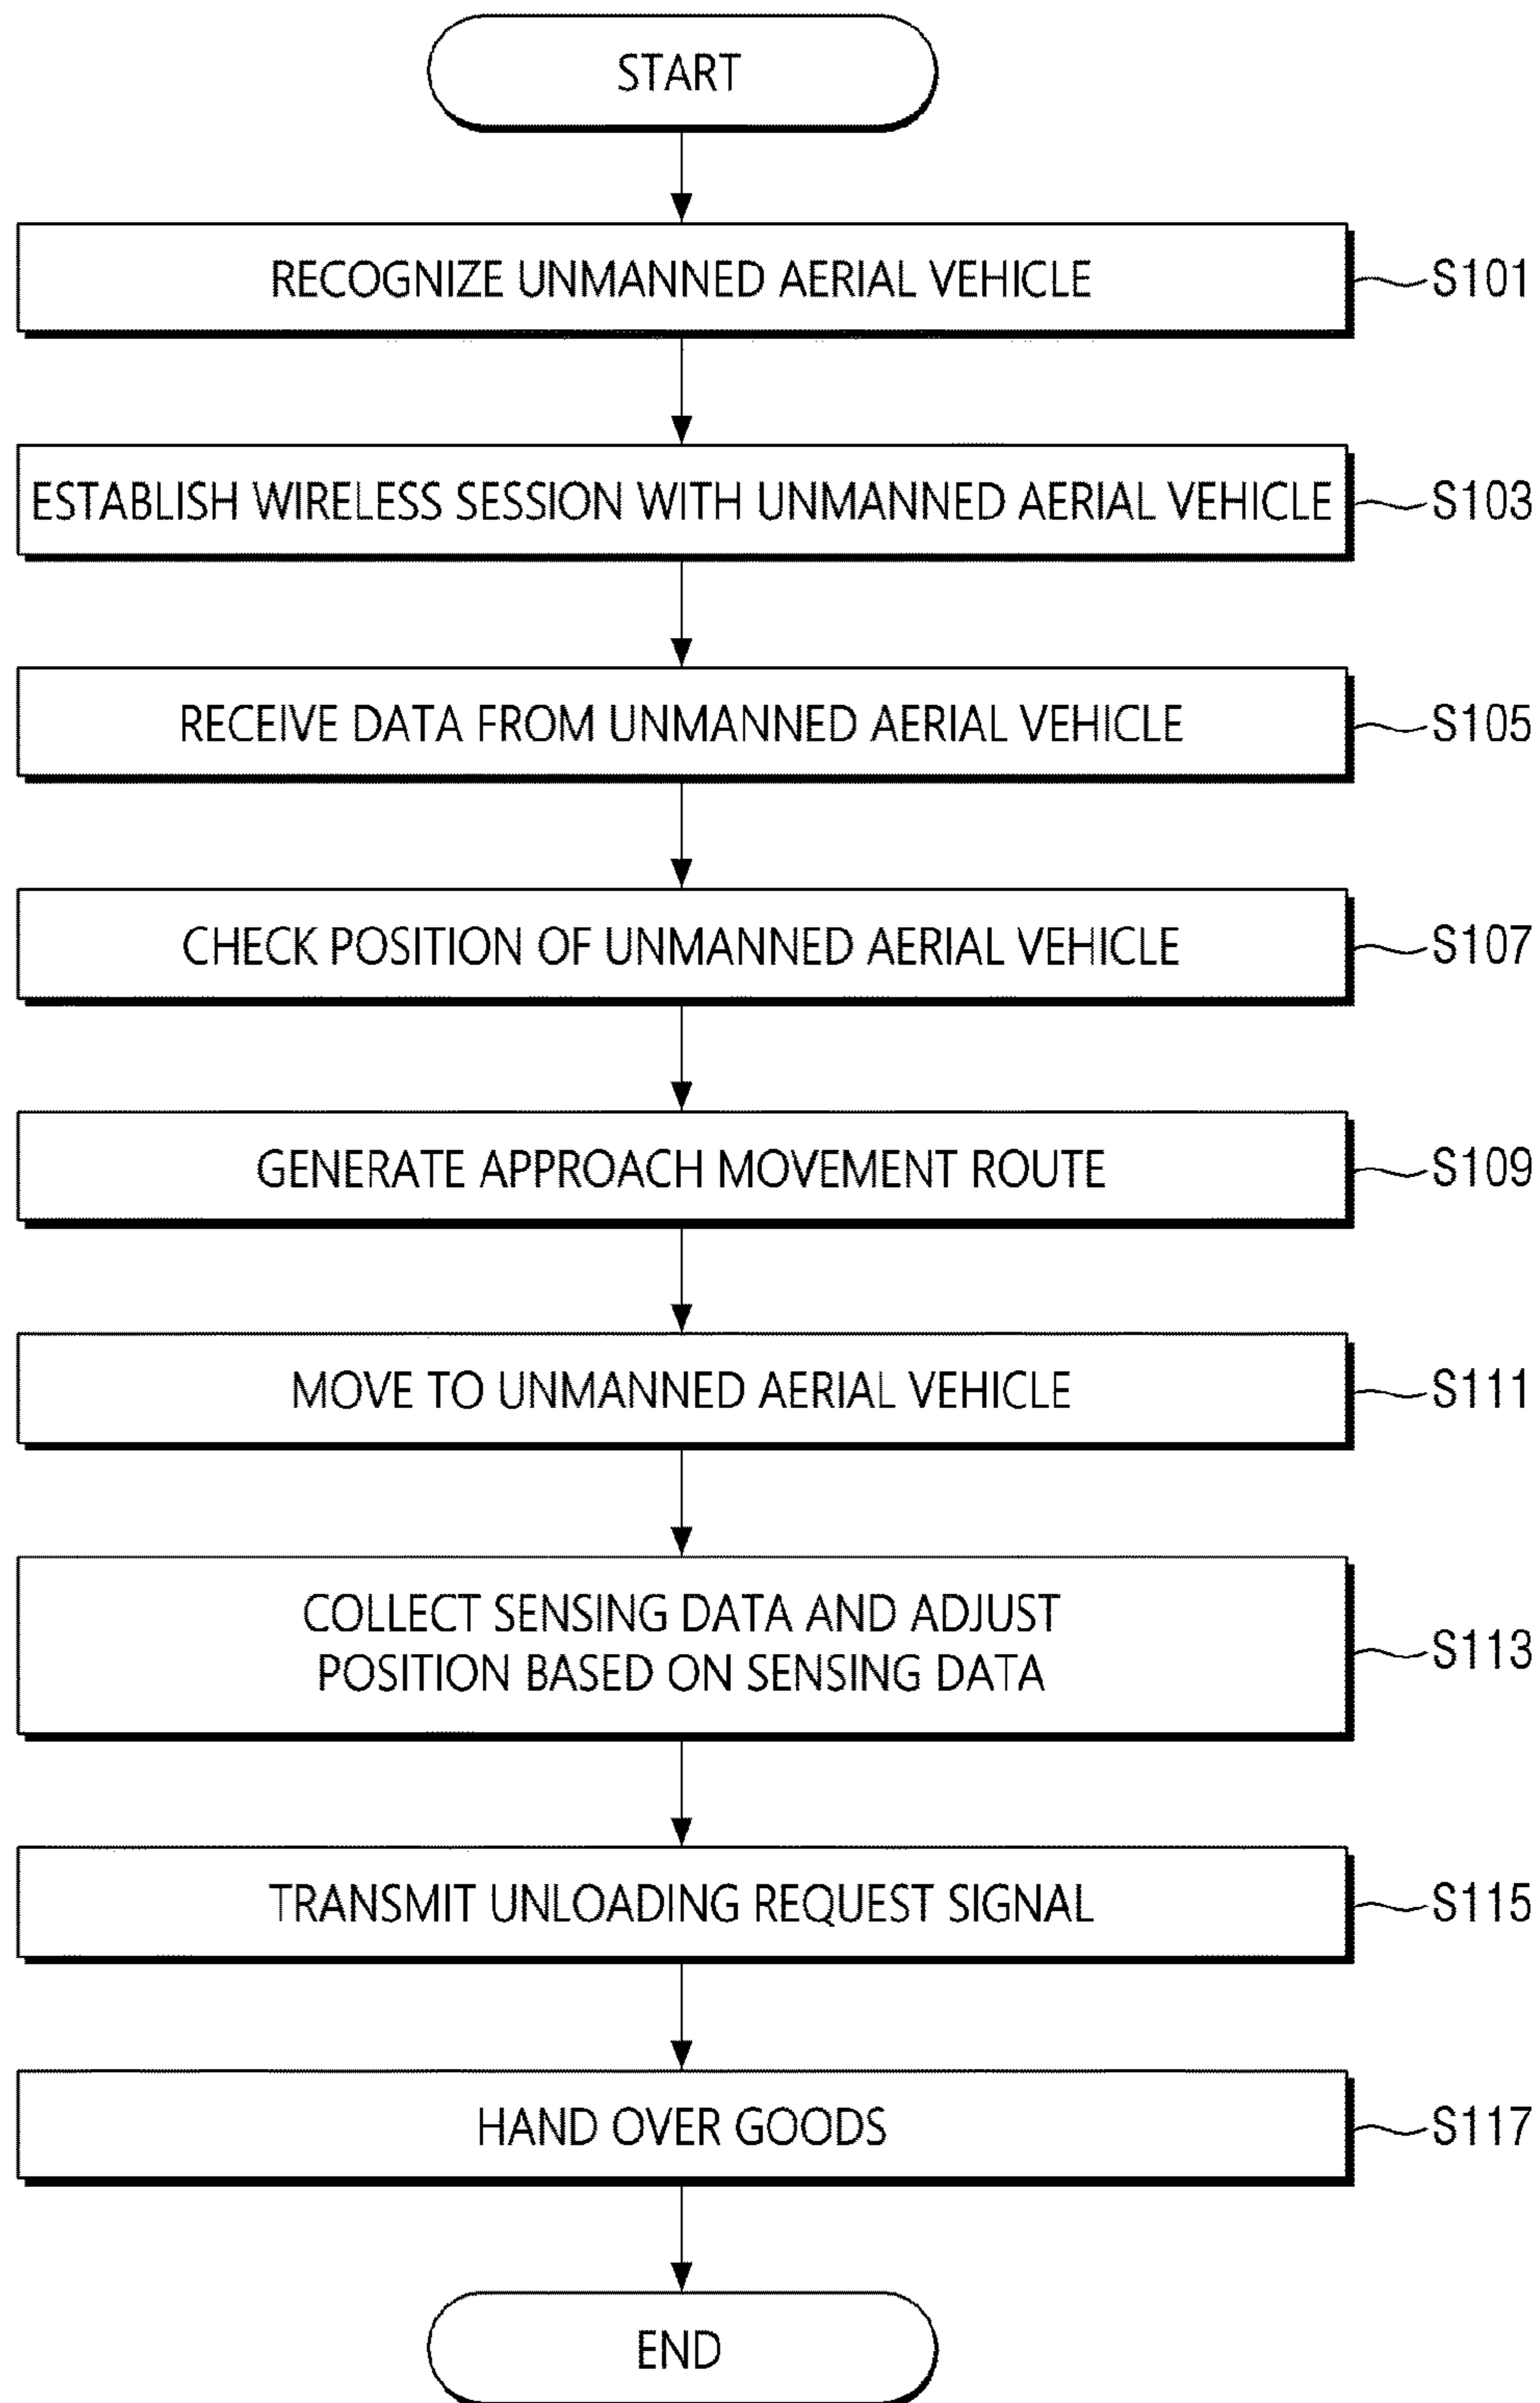 START
RECOGNIZE UNMANNED AERIAL VEHICLE
S101
ESTABLISH WIRELESS SESSION WITH UNMANNED AERIAL VEHICLE
S103
RECEIVE DATA FROM UNMANNED AERIAL VEHICLE
S105
CHECK POSITION OF UNMANNED AERIAL VEHICLE
S107
GENERATE APPROACH MOVEMENT ROUTE
S109
MOVE TO UNMANNED AERIAL VEHICLE
S111
COLLECT SENSING DATA AND ADJUST
POSITION BASED ON SENSING DATA
S113
TRANSMIT UNLOADING REQUEST SIGNAL
S115
HAND OVER GOODS
S117
END